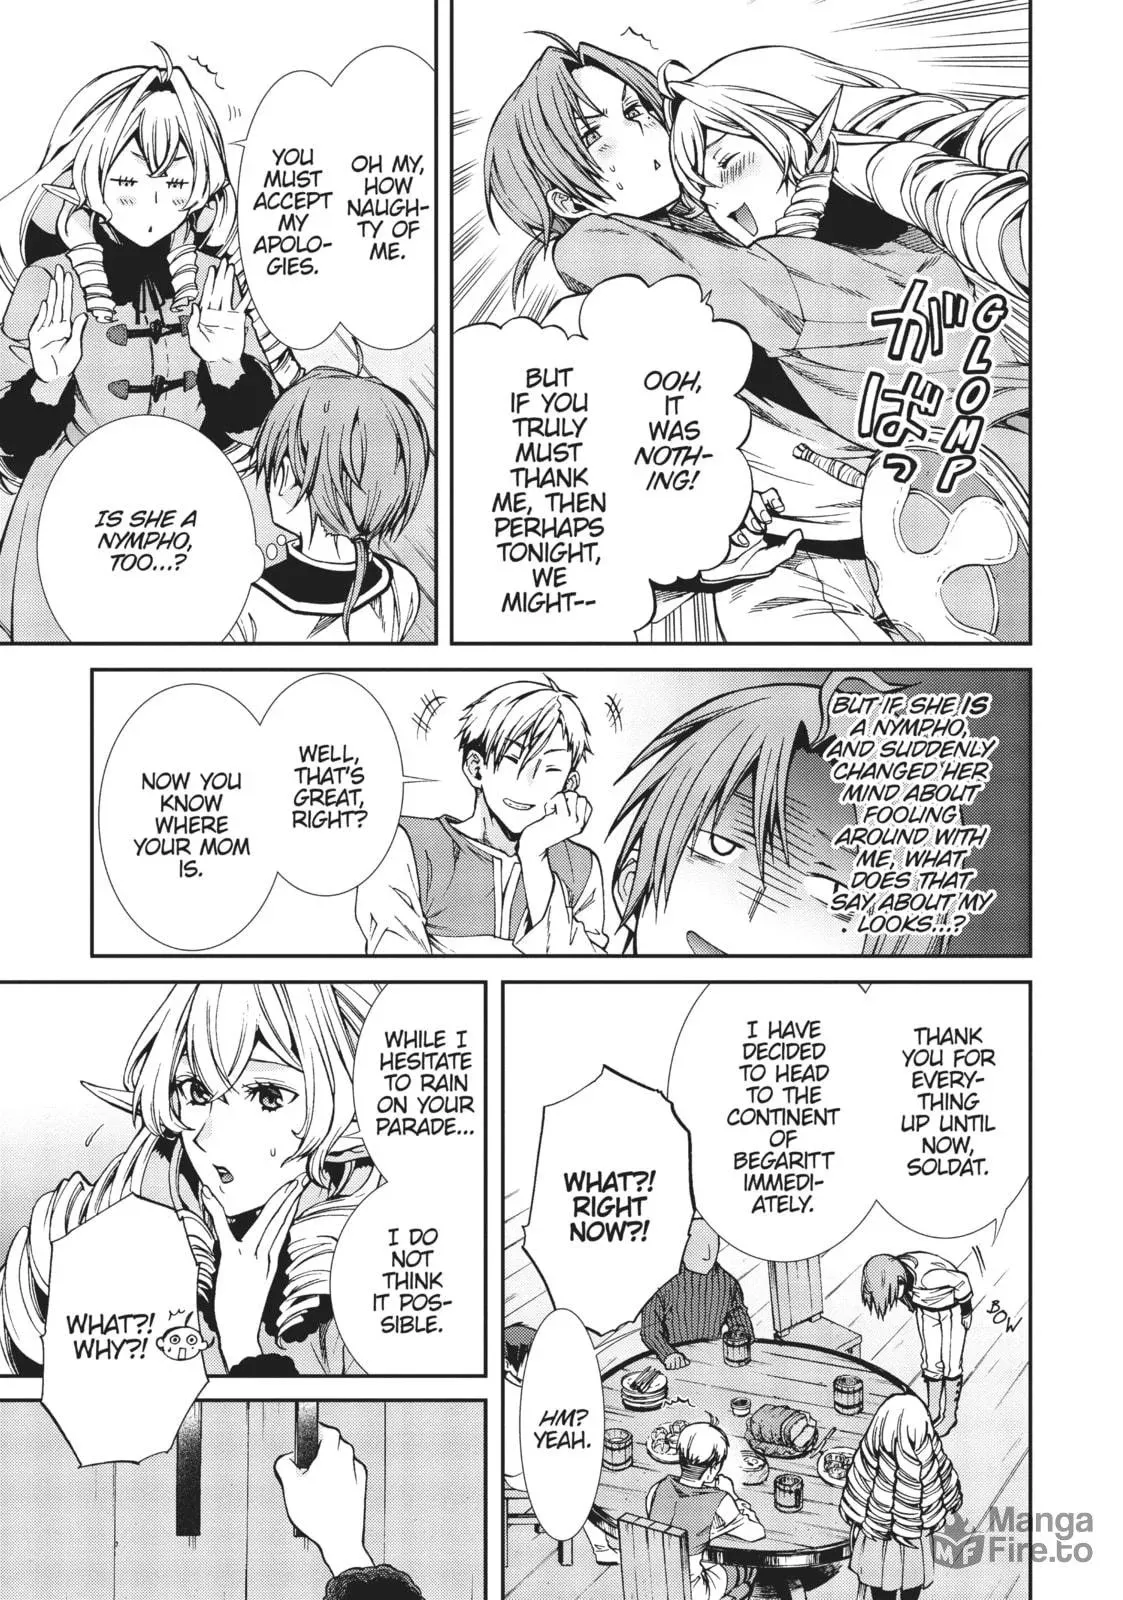 OOH,
IT
WAS
NOTH-
ING!
BUT
IF YOU
TRULY
MUST
THANK
ME, THEN
PERHAPS
TONIGHT,
WE
MIGHT--
GLOMP
がばっ
OH MY,
HOW
NAUGH-
TY OF
ME.
YOU
MUST
ACCEPT
MY
APOLO-
GIES.
IS SHE A
NYMPHO,
TOO...?
BUT IF SHE IS
A NYMPHO,
AND SUDDENLY
CHANGED HER
MIND ABOUT
FOOLING
AROUND WITH
ME, WHAT
DOES THAT
SAY ABOUT MY
LOOKS...?
WELL,
THAT'S
GREAT,
RIGHT?
NOW YOU
KNOW
WHERE
YOUR MOM
IS.
THANK
YOU FOR
EVERY-
THING
UP UNTIL
NOW,
SOLDAT.
I HAVE
DECIDED
TO HEAD
TO THE
CONTINENT
OF
BEGARITT
IMMEDI-
ATELY.
BOW
WHAT?!
RIGHT
NOW?!
HM?
YEAH.
WHILE I
HESITATE
TO RAIN
ON YOUR
PARADE...
I DO
NOT
THINK
IT POS-
SIBLE.
WHAT?!
WHY?!
Manga
Fire.to
MF